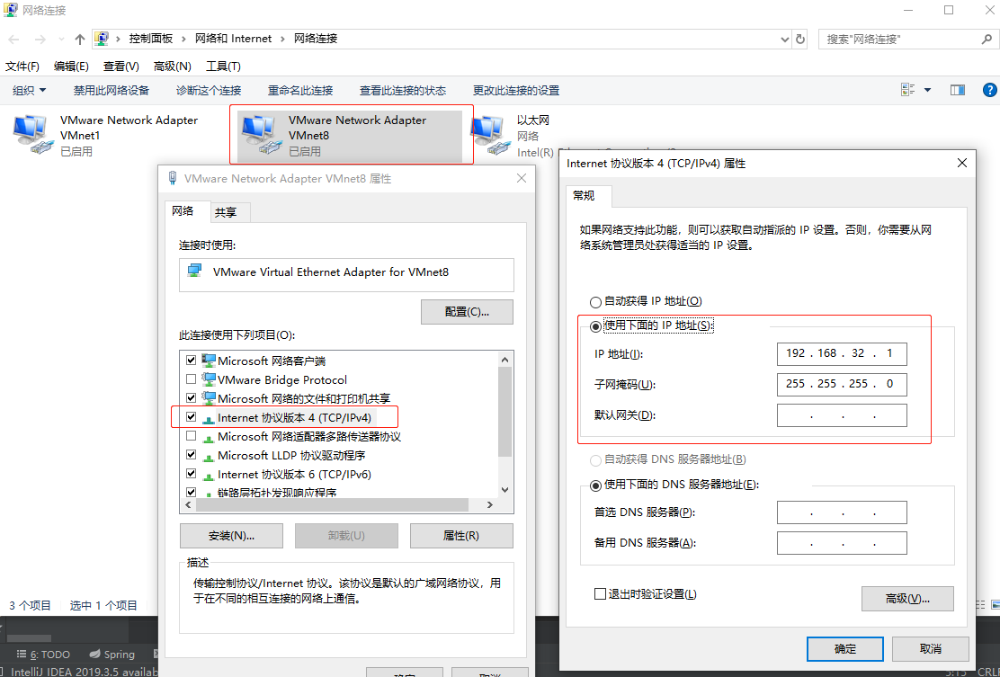 网络连接
控制面板 › 网络和 Internet › 网络连接
搜索"网络连接"
文件(F) 编辑(E) 查看(V) 高级(N) 工具(T)
组织 禁用此网络设备 诊断这个连接 重命名此连接 查看此连接的状态 更改此连接的设置
VMware Network Adapter
VMnet1
已启用
VMware Network Adapter
VMnet8
已启用
以太网
网络
Intel(R)
VMware Network Adapter VMnet8 属性
网络 共享
连接时使用:
VMware Virtual Ethernet Adapter for VMnet8
配置(C)...
此连接使用下列项目(O):
Microsoft 网络客户端
VMware Bridge Protocol
Microsoft 网络的文件和打印机共享
Internet 协议版本 4 (TCP/IPv4)
Microsoft 网络适配器多路传送器协议
Microsoft LLDP 协议驱动程序
Internet 协议版本 6 (TCP/IPv6)
链路层拓扑发现响应程序
安装(N)... 卸载(U) 属性(R)
描述
传输控制协议/Internet 协议。该协议是默认的广域网络协议，用
于在不同的相互连接的网络上通信。
确定 取消
Internet 协议版本 4 (TCP/IPv4) 属性
常规
如果网络支持此功能，则可以获取自动指派的 IP 设置。否则，你需要从网
络系统管理员处获得适当的 IP 设置。
自动获得 IP 地址(O)
使用下面的 IP 地址(S):
IP 地址(I): 192 . 168 . 32 . 1
子网掩码(U): 255 . 255 . 255 . 0
默认网关(D): . . .
自动获得 DNS 服务器地址(B)
使用下面的 DNS 服务器地址(E):
首选 DNS 服务器(P): . . .
备用 DNS 服务器(A): . . .
退出时验证设置(L)
高级(V)...
确定 取消
3 个项目 选中 1 个项目
6: TODO Spring
IntelliJ IDEA 2019.3.5 availab
5:15 CRL